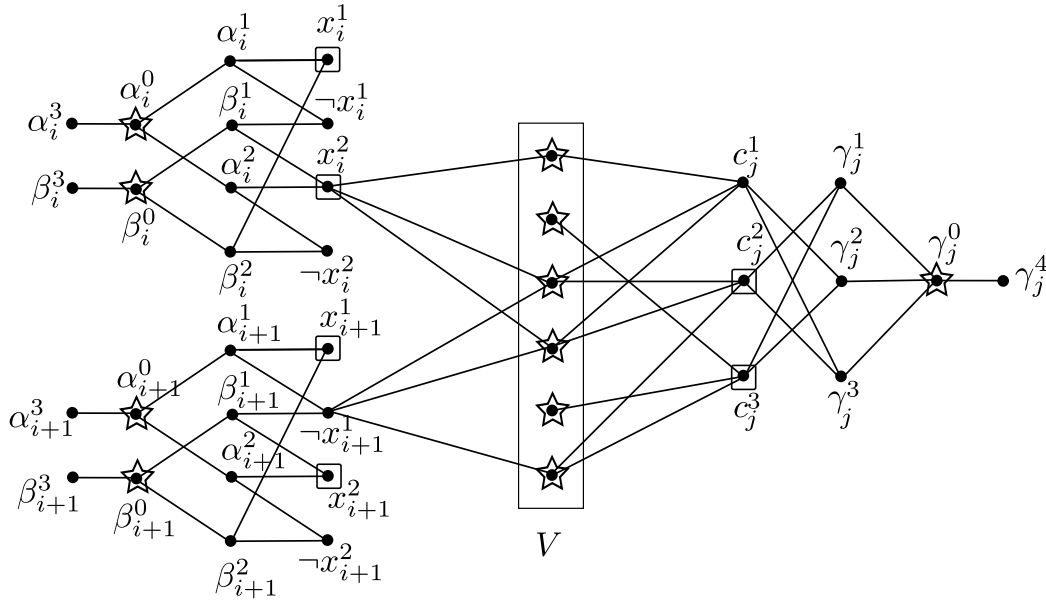 α_i^1
x_i^1
α_i^0
β_i^1
¬x_i^1
α_i^3
α_i^2
x_i^2
β_i^3
β_i^0
β_i^2
¬x_i^2
c_j^1
γ_j^1
c_j^2
γ_j^2
γ_j^0
γ_j^4
c_j^3
γ_j^3
α_{i+1}^1
x_{i+1}^1
α_{i+1}^0
β_{i+1}^1
¬x_{i+1}^1
α_{i+1}^3
α_{i+1}^2
x_{i+1}^2
β_{i+1}^3
β_{i+1}^0
β_{i+1}^2
¬x_{i+1}^2
V